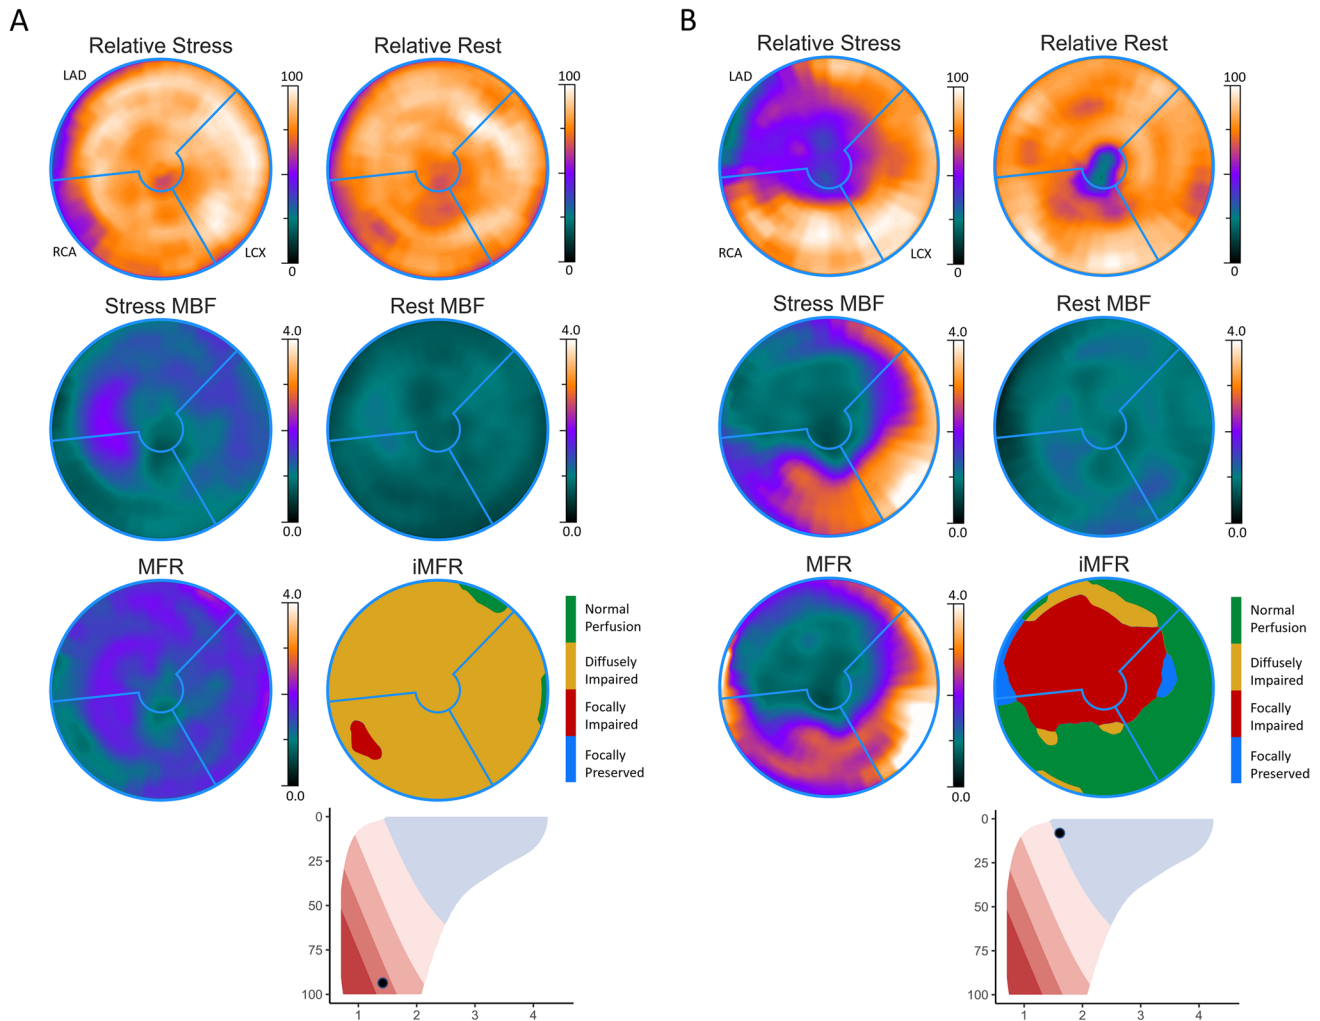 A
Relative Stress
Relative Rest
LAD
RCA
LCX
100
0
100
0
Stress MBF
Rest MBF
4.0
0.0
4.0
0.0
MFR
iMFR
4.0
0.0
Normal
Perfusion
Diffusely
Impaired
Focally
Impaired
Focally
Preserved
0
25
50
75
100
1
2
3
4
B
Relative Stress
Relative Rest
LAD
RCA
LCX
100
0
100
0
Stress MBF
Rest MBF
4.0
0.0
4.0
0.0
MFR
iMFR
4.0
0.0
Normal
Perfusion
Diffusely
Impaired
Focally
Impaired
Focally
Preserved
0
25
50
75
100
1
2
3
4